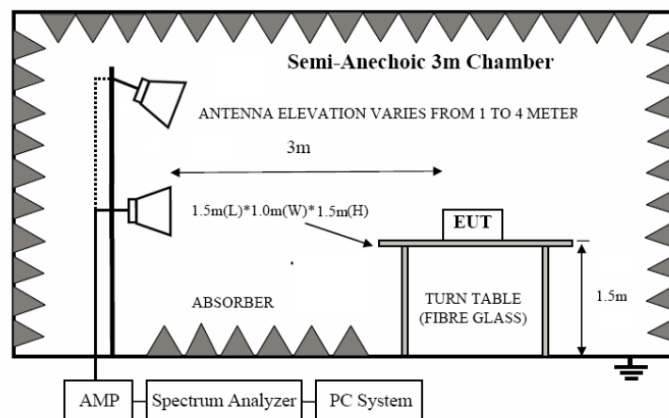 Semi-Anechoic 3m Chamber
ANTENNA ELEVATION VARIES FROM 1 TO 4 METER
3m
1.5m(L)*1.0m(W)*1.5m(H)
EUT
ABSORBER
TURN TABLE
(FIBRE GLASS)
1.5m
AMP
Spectrum Analyzer
PC System